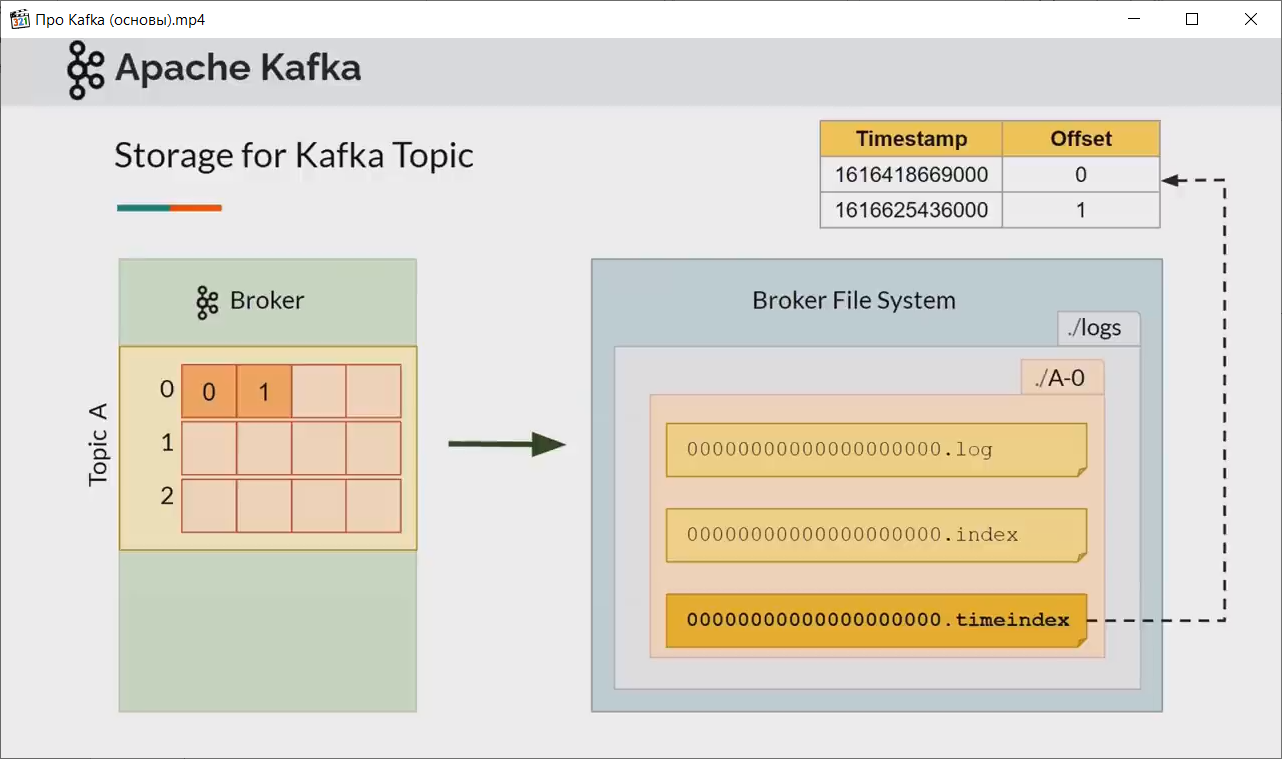 Про Kafka (основы).mp4
Apache Kafka
Storage for Kafka Topic
Timestamp Offset
1616418669000 0
1616625436000 1
Broker
Topic A
0 0 1
1
2
Broker File System
./logs
./A-0
00000000000000000000.log
00000000000000000000.index
00000000000000000000.timeindex